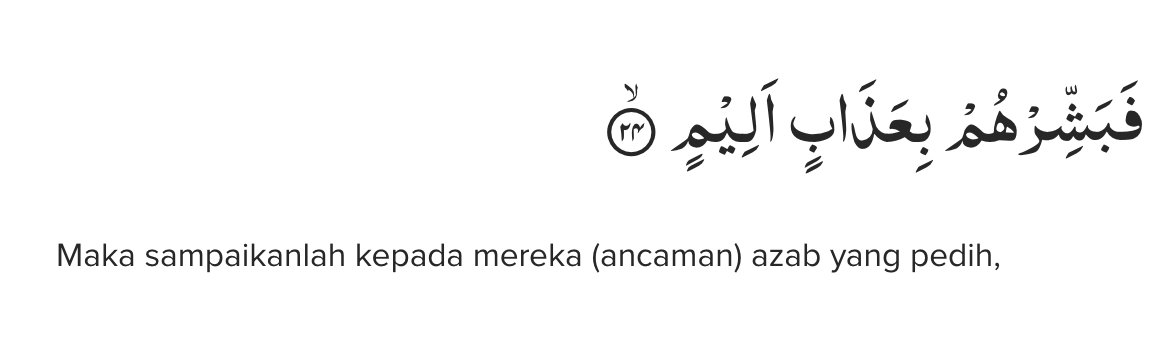 فَبَشِّرْهُمْ بِعَذَابٍ اَلِيْمٍ ۙ ﴿٢٤﴾
Maka sampaikanlah kepada mereka (ancaman) azab yang pedih,